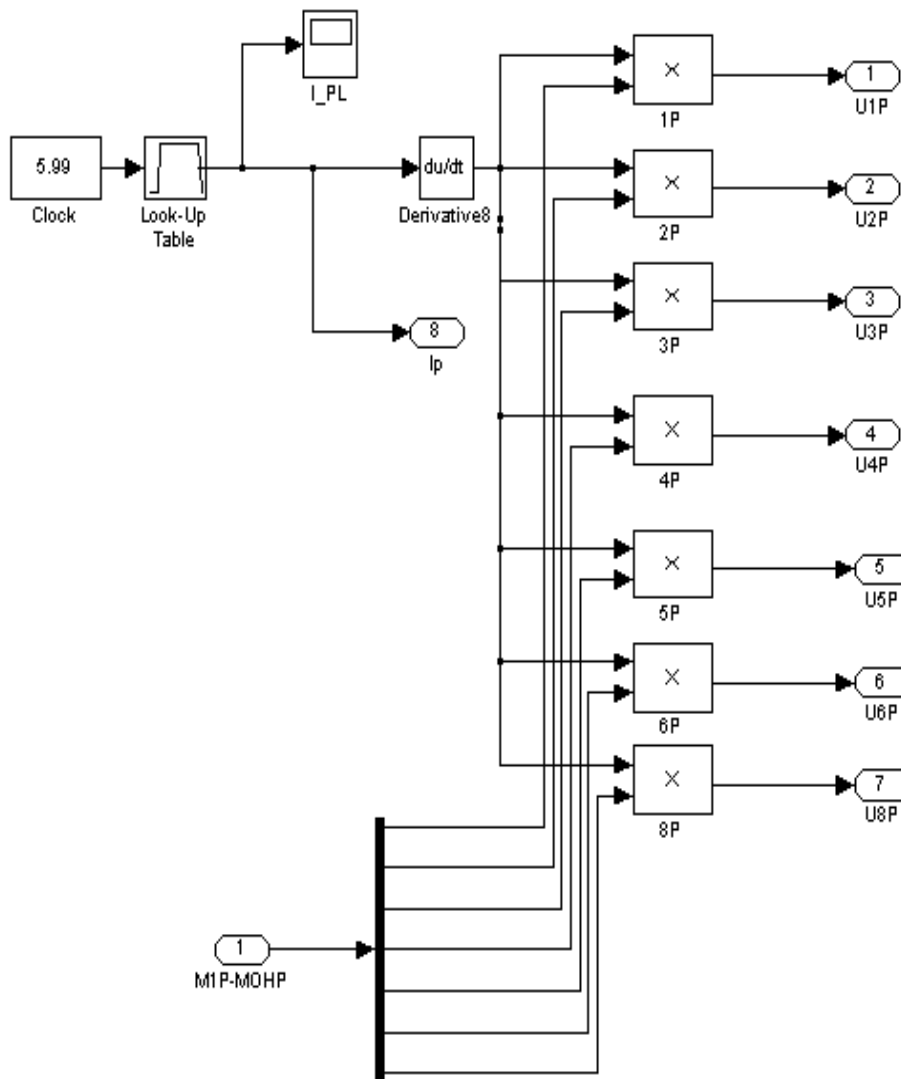 I_PL
1P
1
U1P
5.99
Clock
Look-Up
Table
du/dt
Derivative8
2P
2
U2P
8
Ip
3P
3
U3P
4P
4
U4P
5P
5
U5P
6P
6
U6P
8P
7
U8P
1
M1P-MOHP